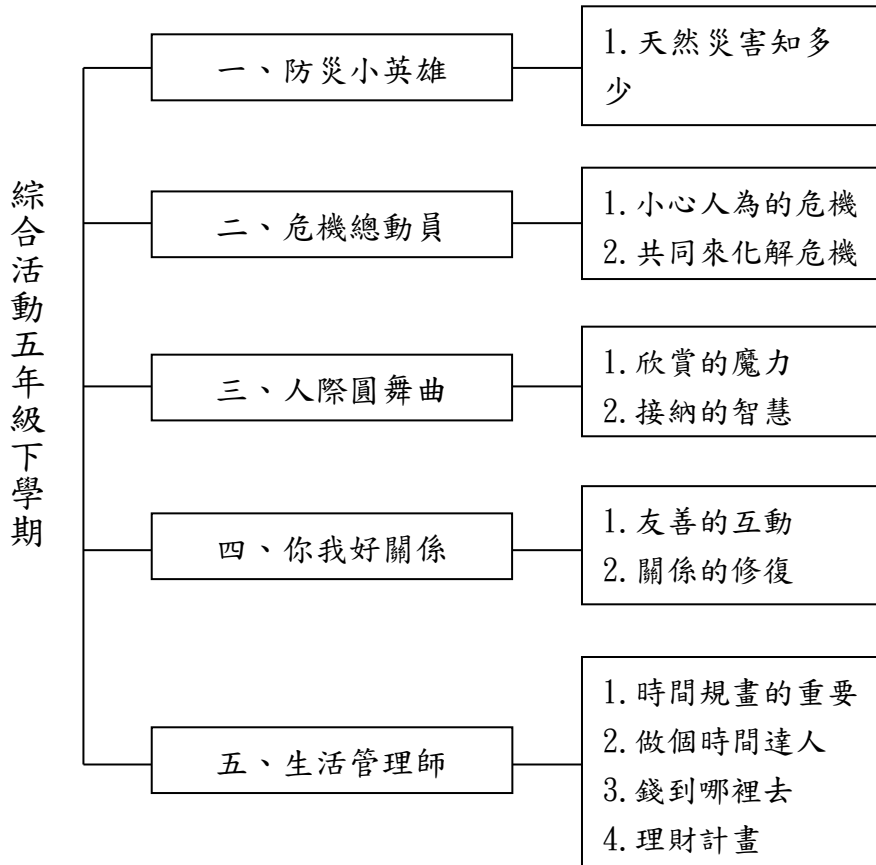 綜合活動五年級下學期
一、防災小英雄
1.天然災害知多
少
二、危機總動員
1.小心人為的危機
2.共同來化解危機
三、人際圓舞曲
1.欣賞的魔力
2.接納的智慧
四、你我好關係
1.友善的互動
2.關係的修復
五、生活管理師
1.時間規畫的重要
2.做個時間達人
3.錢到哪裡去
4.理財計畫